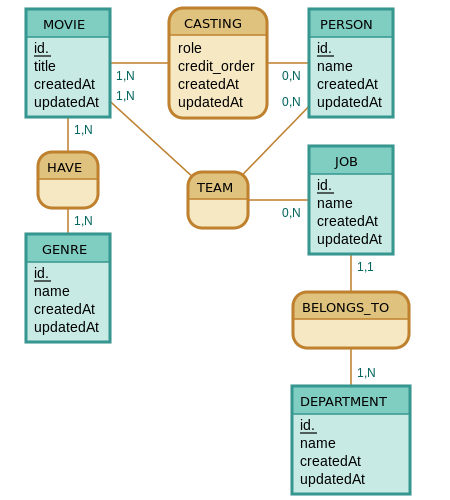 MOVIE
id.
title
createdAt
updatedAt
CASTING
role
credit_order
createdAt
updatedAt
PERSON
id.
name
createdAt
updatedAt
1,N
0,N
1,N
0,N
1,N
HAVE
TEAM
JOB
id.
name
createdAt
updatedAt
0,N
1,N
GENRE
id.
name
createdAt
updatedAt
1,1
BELONGS_TO
1,N
DEPARTMENT
id.
name
createdAt
updatedAt